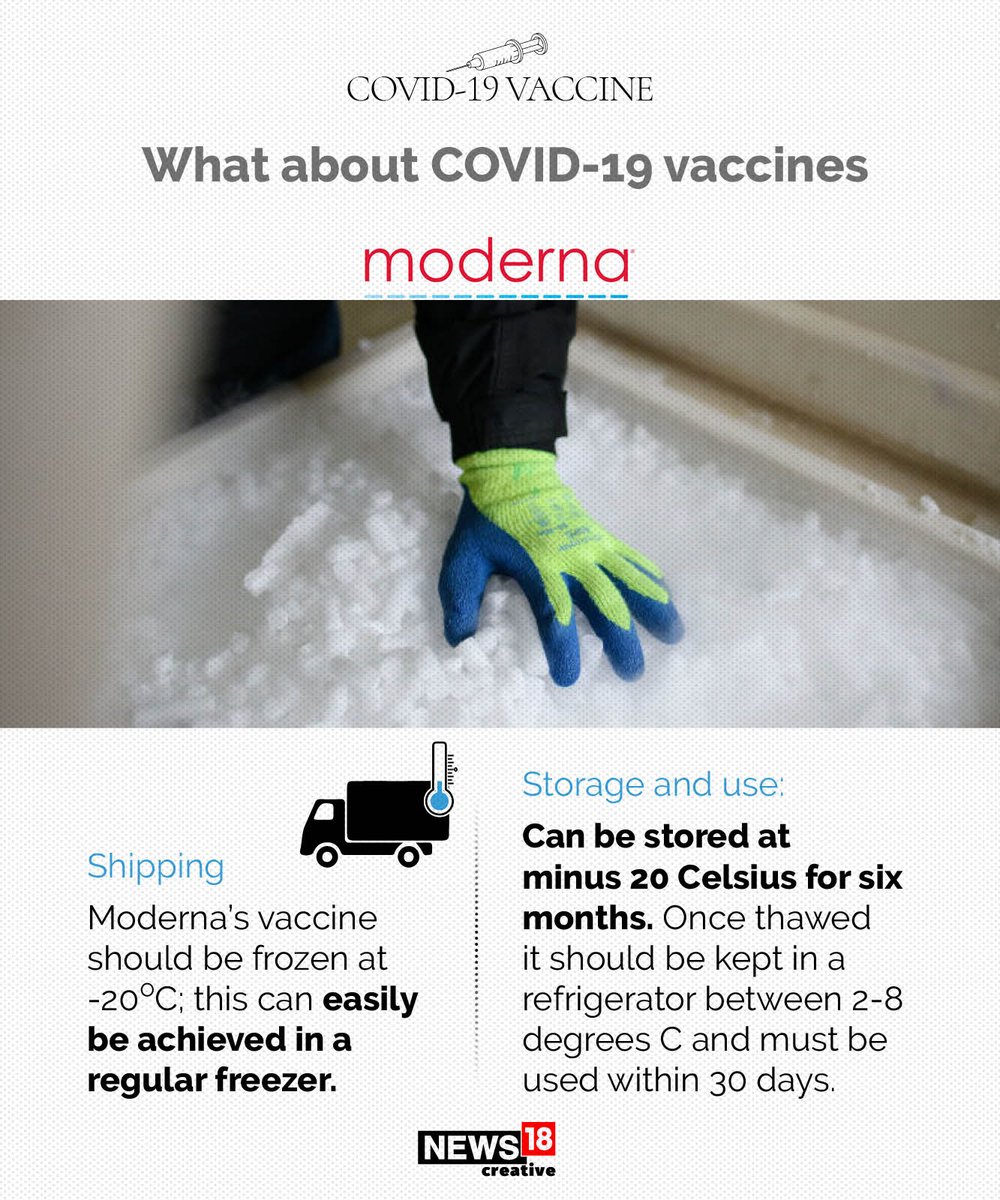 COVID-19 VACCINE
What about COVID-19 vaccines
moderna
Shipping
Moderna’s vaccine
should be frozen at
-20°C; this can easily
be achieved in a
regular freezer.
Storage and use:
Can be stored at
minus 20 Celsius for six
months. Once thawed
it should be kept in a
refrigerator between 2-8
degrees C and must be
used within 30 days.
NEWS18
creative